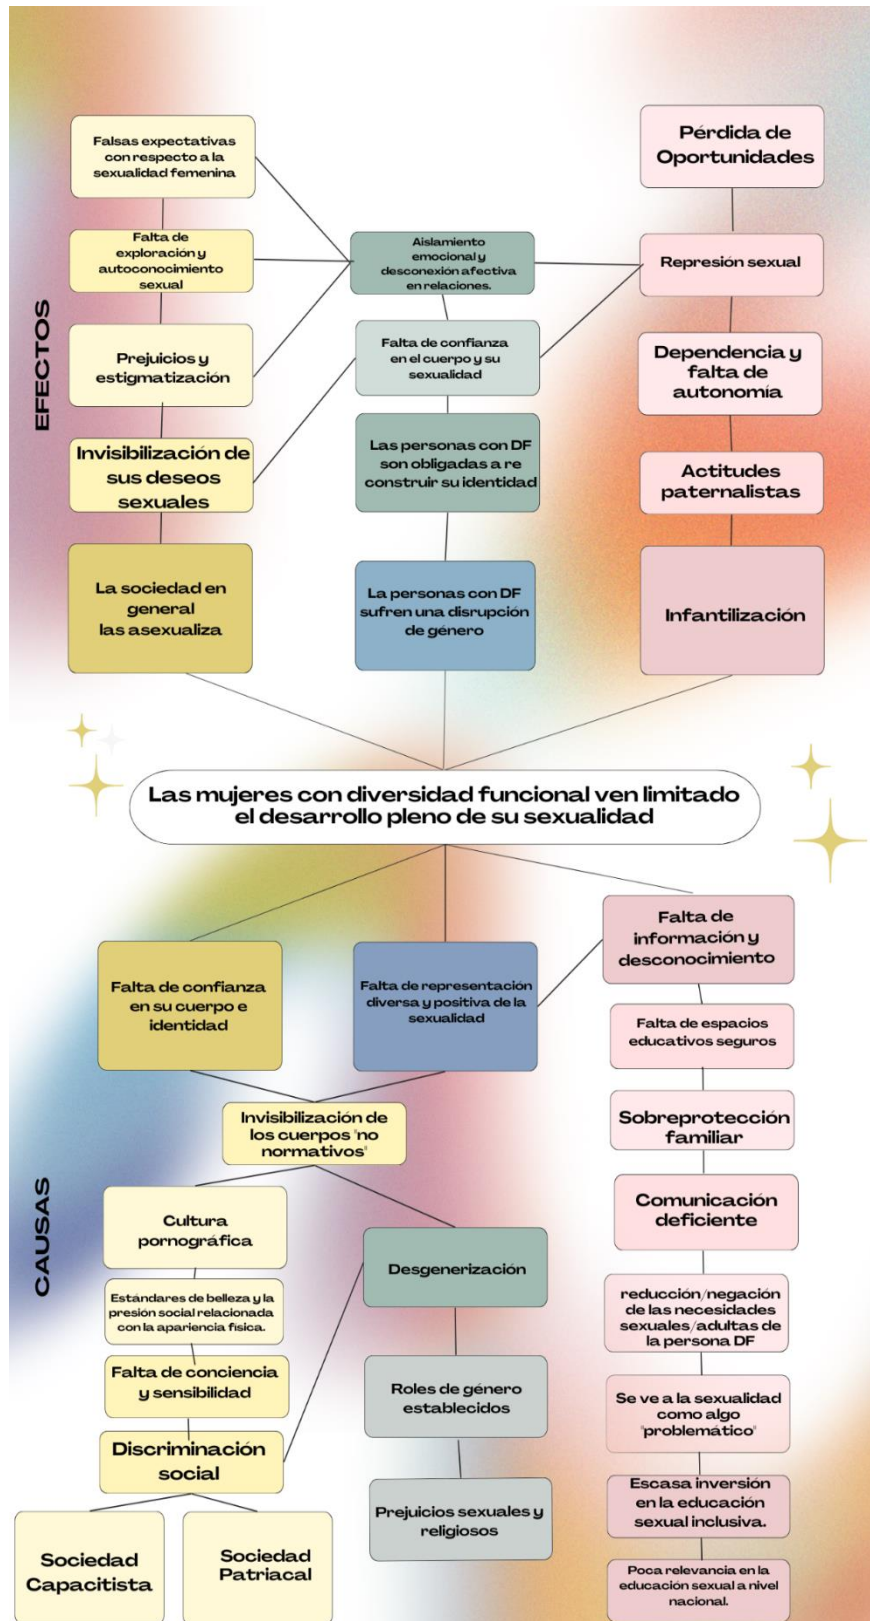 EFECTOS
Falsas expectativas
con respecto a la
sexualidad femenina
Falta de
exploración y
autoconocimiento
sexual
Prejuicios y
estigmatización
Invisibilización de
sus deseos
sexuales
La sociedad en
general
las asexualiza
Aislamiento
emocional y
desconexión afectiva
en relaciones.
Falta de confianza
en el cuerpo y su
sexualidad
Las personas con DF
son obligadas a re
construir su identidad
La personas con DF
sufren una disrupción
de género
Pérdida de
Oportunidades
Represión sexual
Dependencia y
falta de
autonomía
Actitudes
paternalistas
Infantilización
Las mujeres con diversidad funcional ven limitado
el desarrollo pleno de su sexualidad
CAUSAS
Falta de confianza
en su cuerpo e
identidad
Falta de representación
diversa y positiva de la
sexualidad
Invisibilización de
los cuerpos "no
normativos"
Cultura
pornográfica
Estándares de belleza y la
presión social relacionada
con la apariencia física.
Falta de conciencia
y sensibilidad
Discriminación
social
Sociedad
Capacitista
Sociedad
Patriacal
Desgenerización
Roles de género
establecidos
Prejuicios sexuales y
religiosos
Falta de
información y
desconocimiento
Falta de espacios
educativos seguros
Sobreprotección
familiar
Comunicación
deficiente
reducción/negación
de las necesidades
sexuales/adultas de
la persona DF
Se ve a la sexualidad
como algo
"problemático"
Escasa inversión
en la educación
sexual inclusiva.
Poca relevancia en la
educación sexual a nivel
nacional.